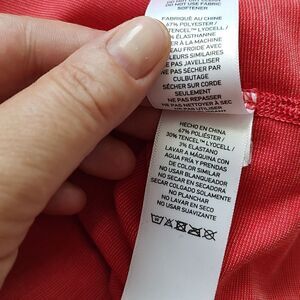 DO NOT USE FABRIC
SOFTENER
FABRIQUÉ AU CHINE
67% POLYESTER /
TENCEL™ LYOCELL /
ÉLASTHANNE
À LA MACHINE
EAU FROIDE AVEC
COULEURS SIMILAIRES
NE PAS JAVELLISER
NE PAS SÉCHER PAR
CULBUTAGE
SÉCHER SUR CORDE
SEULEMENT
NE PAS REPASSER
NE PAS NETTOYER À SEC
PAS UTILISER
HECHO EN CHINA
67% POLIÉSTER /
30% TENCEL™ LYOCELL /
3% ELASTANO
LAVAR A MÁQUINA CON
AGUA FRÍA Y PRENDAS
DE COLOR SIMILAR
NO USAR BLANQUEADOR
NO SECAR EN SECADORA
SECAR COLGADO SOLAMENTE
NO PLANCHAR
NO LAVAR EN SECO
NO USAR SUAVIZANTE